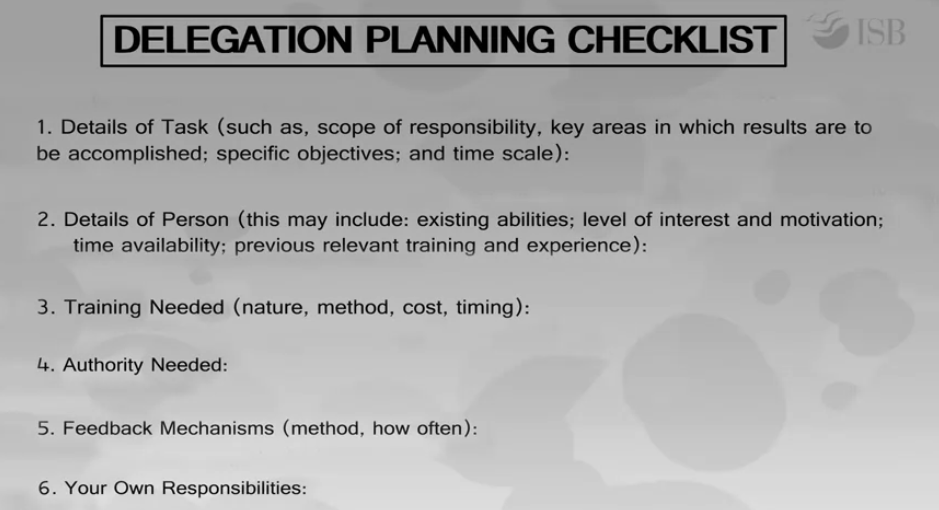 DELEGATION PLANNING CHECKLIST
ISB
1. Details of Task (such as, scope of responsibility, key areas in which results are to
be accomplished; specific objectives; and time scale):
2. Details of Person (this may include: existing abilities; level of interest and motivation;
time availability; previous relevant training and experience):
3. Training Needed (nature, method, cost, timing):
4. Authority Needed:
5. Feedback Mechanisms (method, how often):
6. Your Own Responsibilities: